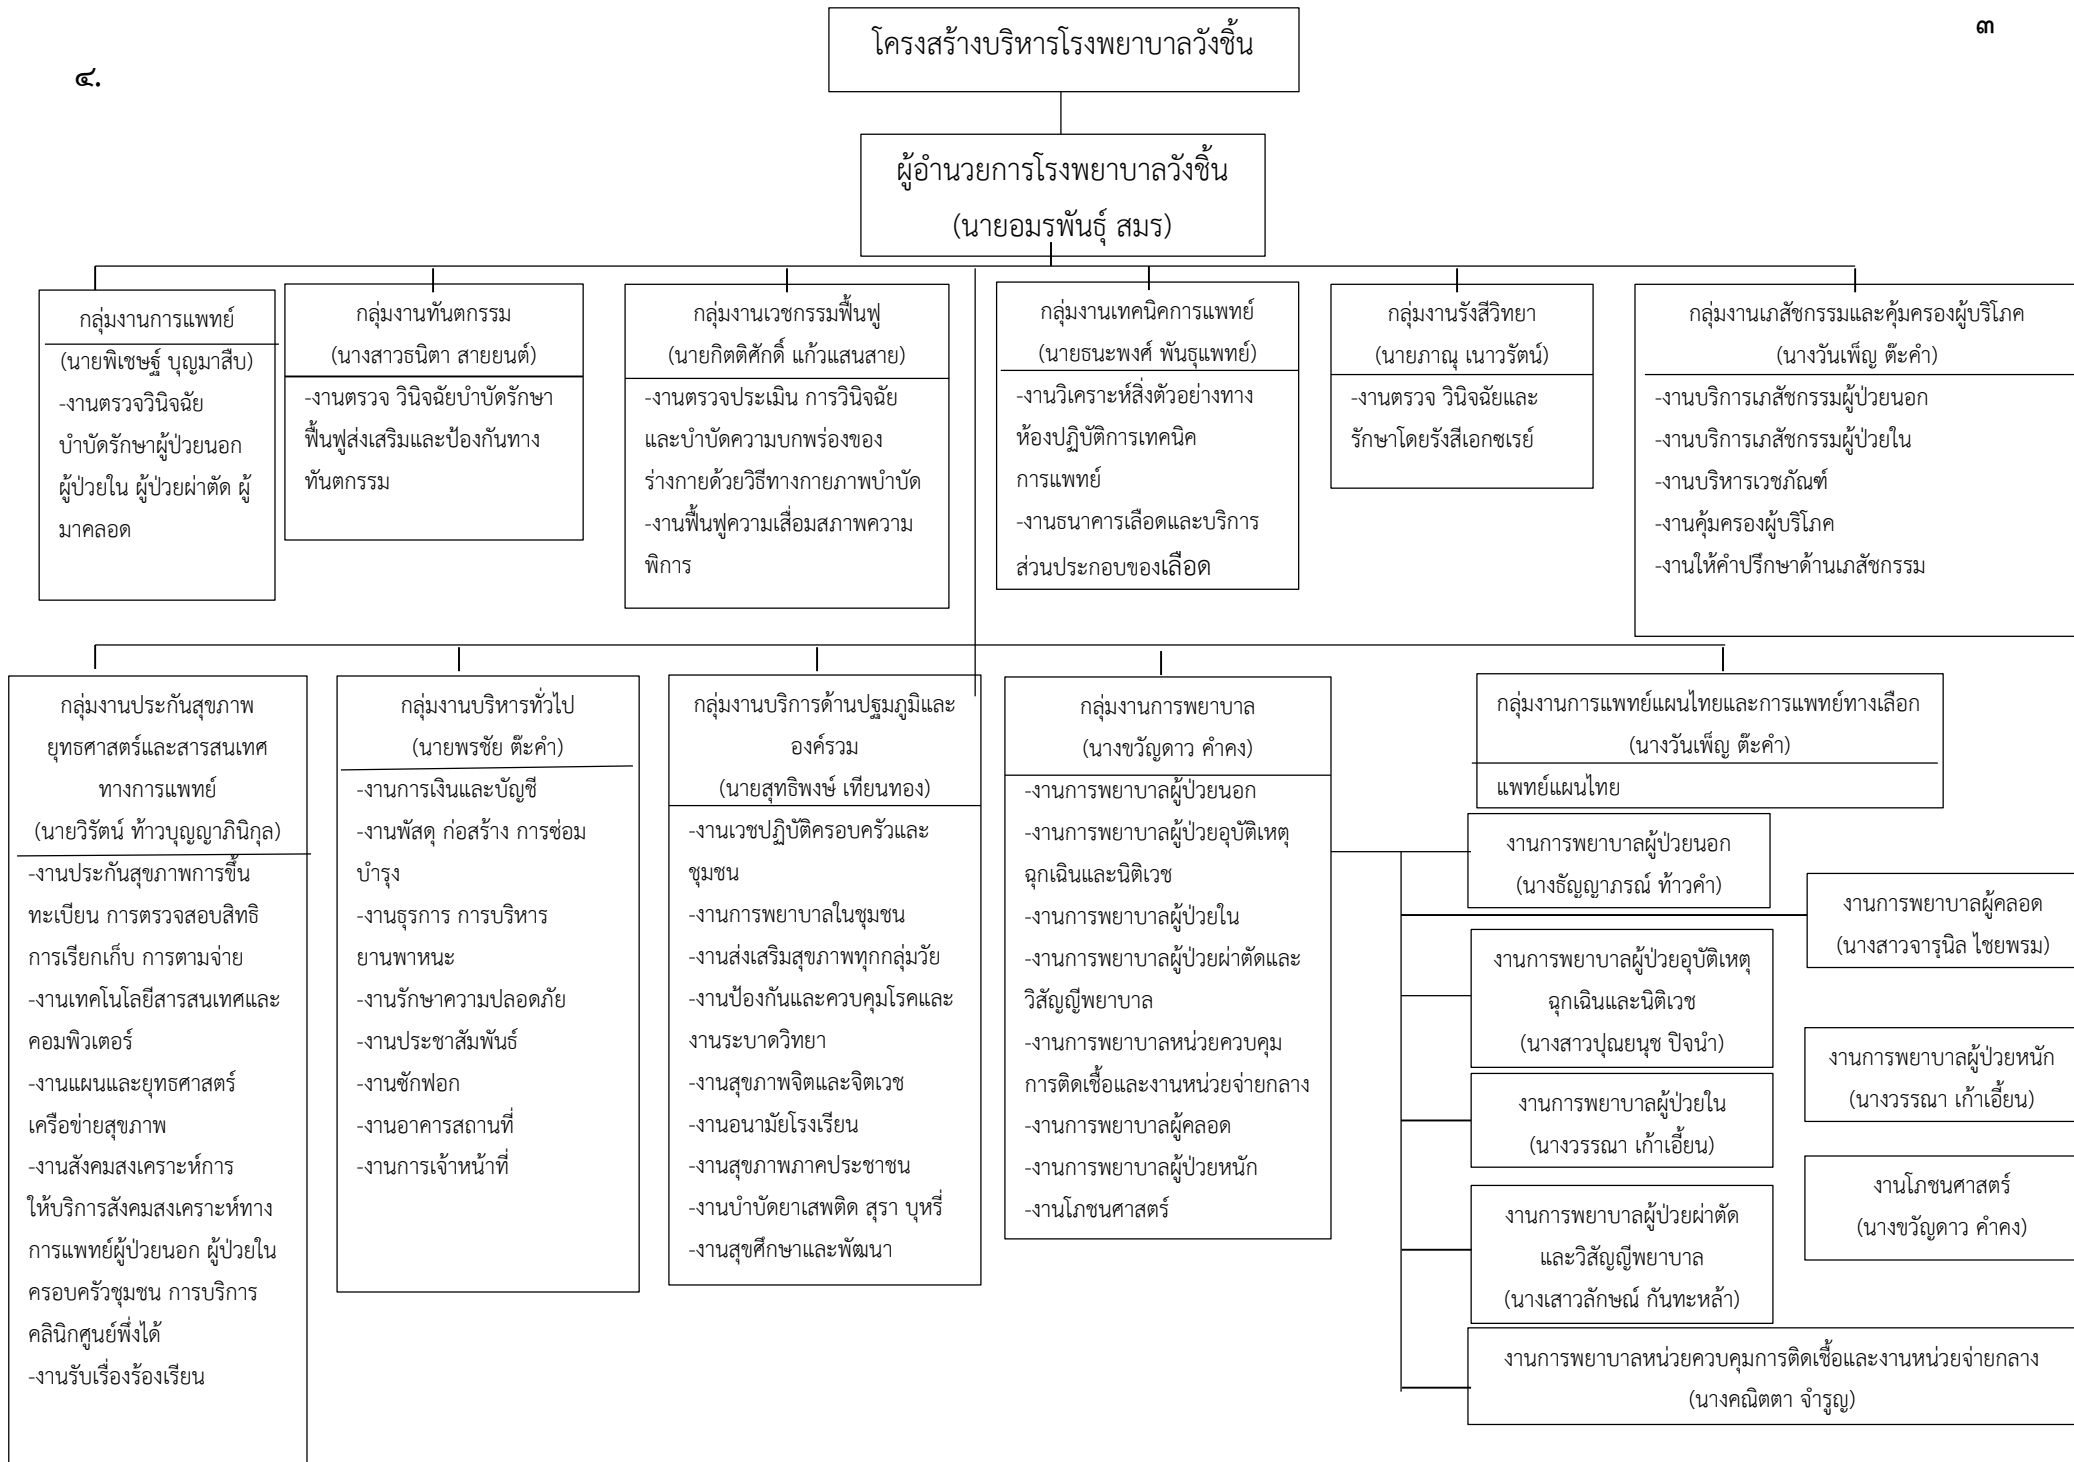 ๓
๔.
โครงสร้างบริหารโรงพยาบาลวังชิ้น
ผู้อำนวยการโรงพยาบาลวังชิ้น
(นายอมรพันธุ์ สมร)
กลุ่มงานการแพทย์
(นายพิเชษฐ์ บุญมาสืบ)
-งานตรวจวินิจฉัย
บำบัดรักษาผู้ป่วยนอก
ผู้ป่วยใน ผู้ป่วยผ่าตัด ผู้
มาคลอด
กลุ่มงานทันตกรรม
(นางสาวธนิตา สายยนต์)
-งานตรวจ วินิจฉัยบำบัดรักษา
ฟื้นฟูส่งเสริมและป้องกันทาง
ทันตกรรม
กลุ่มงานเวชกรรมฟื้นฟู
(นายกิตติศักดิ์ แก้วแสนสาย)
-งานตรวจประเมิน การวินิจฉัย
และบำบัดความบกพร่องของ
ร่างกายด้วยวิธีทางกายภาพบำบัด
-งานฟื้นฟูความเสื่อมสภาพความ
พิการ
กลุ่มงานเทคนิคการแพทย์
(นายธนะพงศ์ พันธุแพทย์)
-งานวิเคราะห์สิ่งตัวอย่างทาง
ห้องปฏิบัติการเทคนิค
การแพทย์
-งานธนาคารเลือดและบริการ
ส่วนประกอบของเลือด
กลุ่มงานรังสีวิทยา
(นายภาณุ เนาวรัตน์)
-งานตรวจ วินิจฉัยและ
รักษาโดยรังสีเอกซเรย์
กลุ่มงานเภสัชกรรมและคุ้มครองผู้บริโภค
(นางวันเพ็ญ ต๊ะคำ)
-งานบริการเภสัชกรรมผู้ป่วยนอก
-งานบริการเภสัชกรรมผู้ป่วยใน
-งานบริหารเวชภัณฑ์
-งานคุ้มครองผู้บริโภค
-งานให้คำปรึกษาด้านเภสัชกรรม
กลุ่มงานประกันสุขภาพ
ยุทธศาสตร์และสารสนเทศ
ทางการแพทย์
(นายวิรัตน์ ท้าวบุญญาภินิกุล)
-งานประกันสุขภาพการขึ้น
ทะเบียน การตรวจสอบสิทธิ
การเรียกเก็บ การตามจ่าย
-งานเทคโนโลยีสารสนเทศและ
คอมพิวเตอร์
-งานแผนและยุทธศาสตร์
เครือข่ายสุขภาพ
-งานสังคมสงเคราะห์การ
ให้บริการสังคมสงเคราะห์ทาง
การแพทย์ผู้ป่วยนอก ผู้ป่วยใน
ครอบครัวชุมชน การบริการ
คลินิกศูนย์พึ่งได้
-งานรับเรื่องร้องเรียน
กลุ่มงานบริหารทั่วไป
(นายพรชัย ต๊ะคำ)
-งานการเงินและบัญชี
-งานพัสดุ ก่อสร้าง การซ่อม
บำรุง
-งานธุรการ การบริหาร
ยานพาหนะ
-งานรักษาความปลอดภัย
-งานประชาสัมพันธ์
-งานซักฟอก
-งานอาคารสถานที่
-งานการเจ้าหน้าที่
กลุ่มงานบริการด้านปฐมภูมิและ
องค์รวม
(นายสุทธิพงษ์ เทียนทอง)
-งานเวชปฏิบัติครอบครัวและ
ชุมชน
-งานการพยาบาลในชุมชน
-งานส่งเสริมสุขภาพทุกกลุ่มวัย
-งานป้องกันและควบคุมโรคและ
งานระบาดวิทยา
-งานสุขภาพจิตและจิตเวช
-งานอนามัยโรงเรียน
-งานสุขภาพภาคประชาชน
-งานบำบัดยาเสพติด สุรา บุหรี่
-งานสุขศึกษาและพัฒนา
กลุ่มงานการพยาบาล
(นางขวัญดาว คำคง)
-งานการพยาบาลผู้ป่วยนอก
-งานการพยาบาลผู้ป่วยอุบัติเหตุ
ฉุกเฉินและนิติเวช
-งานการพยาบาลผู้ป่วยใน
-งานการพยาบาลผู้ป่วยผ่าตัดและ
วิสัญญีพยาบาล
-งานการพยาบาลหน่วยควบคุม
การติดเชื้อและงานหน่วยจ่ายกลาง
-งานการพยาบาลผู้คลอด
-งานการพยาบาลผู้ป่วยหนัก
-งานโภชนศาสตร์
กลุ่มงานการแพทย์แผนไทยและการแพทย์ทางเลือก
(นางวันเพ็ญ ต๊ะคำ)
แพทย์แผนไทย
งานการพยาบาลผู้ป่วยนอก
(นางธัญญาภรณ์ ท้าวคำ)
งานการพยาบาลผู้คลอด
(นางสาวจารุนิล ไชยพรม)
งานการพยาบาลผู้ป่วยอุบัติเหตุ
ฉุกเฉินและนิติเวช
(นางสาวปุณยนุช ปิจนำ)
งานการพยาบาลผู้ป่วยหนัก
(นางวรรณา เก้าเอี้ยน)
งานการพยาบาลผู้ป่วยใน
(นางวรรณา เก้าเอี้ยน)
งานโภชนศาสตร์
(นางขวัญดาว คำคง)
งานการพยาบาลผู้ป่วยผ่าตัด
และวิสัญญีพยาบาล
(นางเสาวลักษณ์ กันทะหล้า)
งานการพยาบาลหน่วยควบคุมการติดเชื้อและงานหน่วยจ่ายกลาง
(นางคณิตตา จำรูญ)